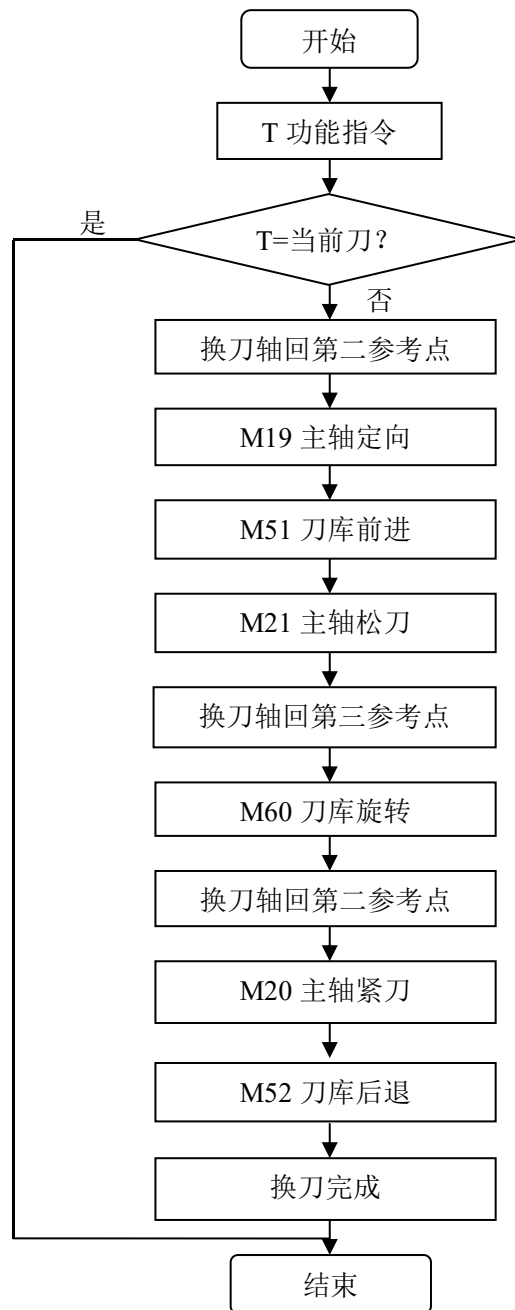 开始
T 功能指令
是
T=当前刀？
否
换刀轴回第二参考点
M19 主轴定向
M51 刀库前进
M21 主轴松刀
换刀轴回第三参考点
M60 刀库旋转
换刀轴回第二参考点
M20 主轴紧刀
M52 刀库后退
换刀完成
结束